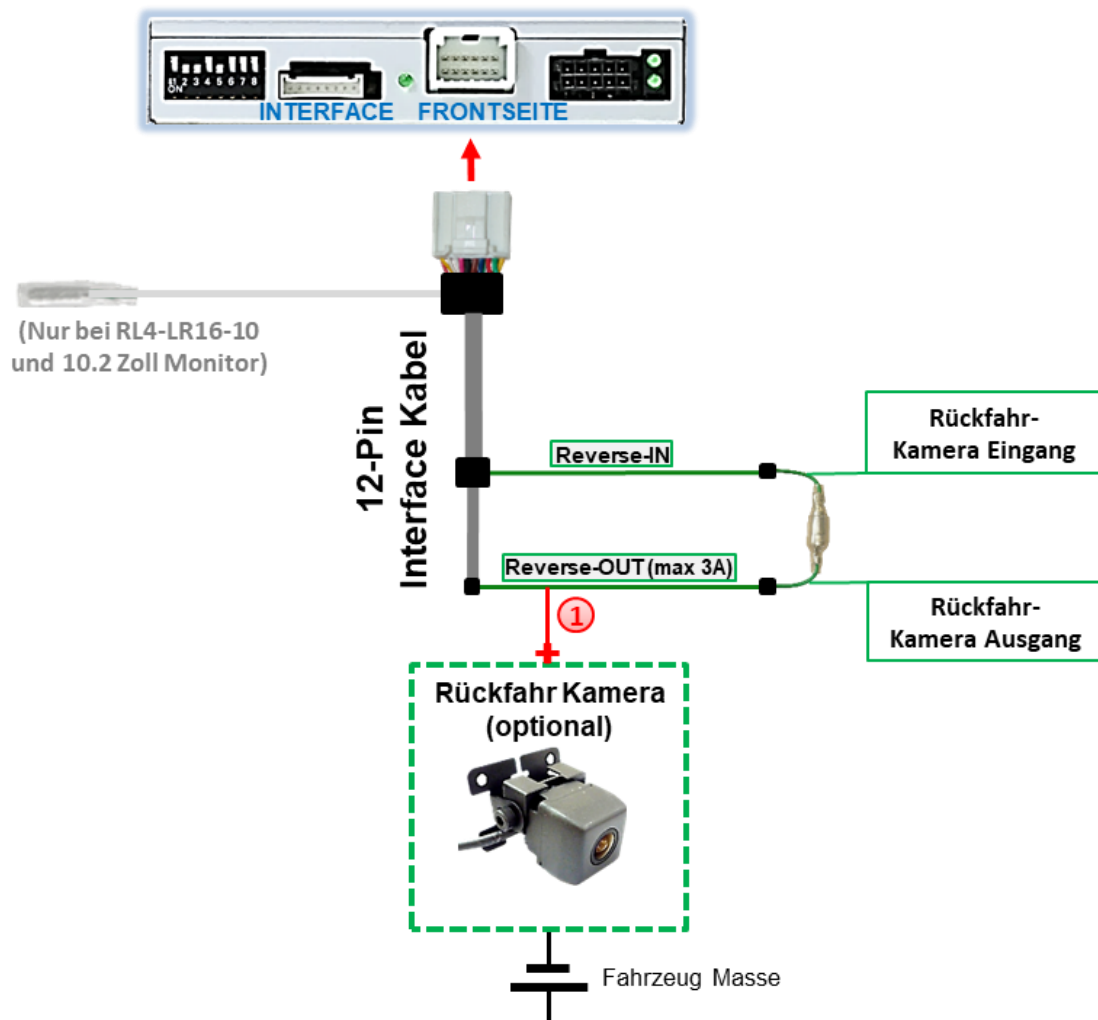 1 2 3 4 5 6 7 8
ON
INTERFACE FRONTSEITE
(Nur bei RL4-LR16-10
und 10.2 Zoll Monitor)
12-Pin
Interface Kabel
Reverse-IN
Rückfahr-
Kamera Eingang
Reverse-OUT (max 3A)
Rückfahr-
Kamera Ausgang
1
+
Rückfahr Kamera
(optional)
Fahrzeug Masse